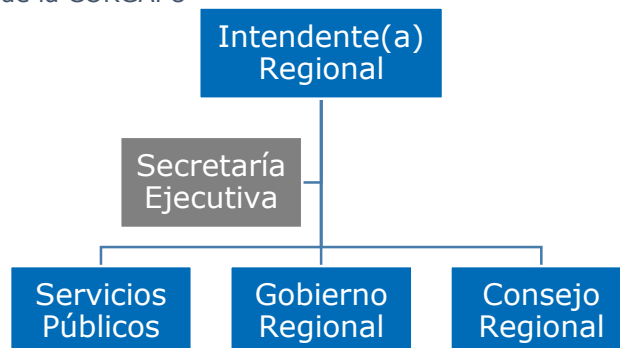 Intendente(a)
Regional
Secretaría
Ejecutiva
Servicios
Públicos
Gobierno
Regional
Consejo
Regional